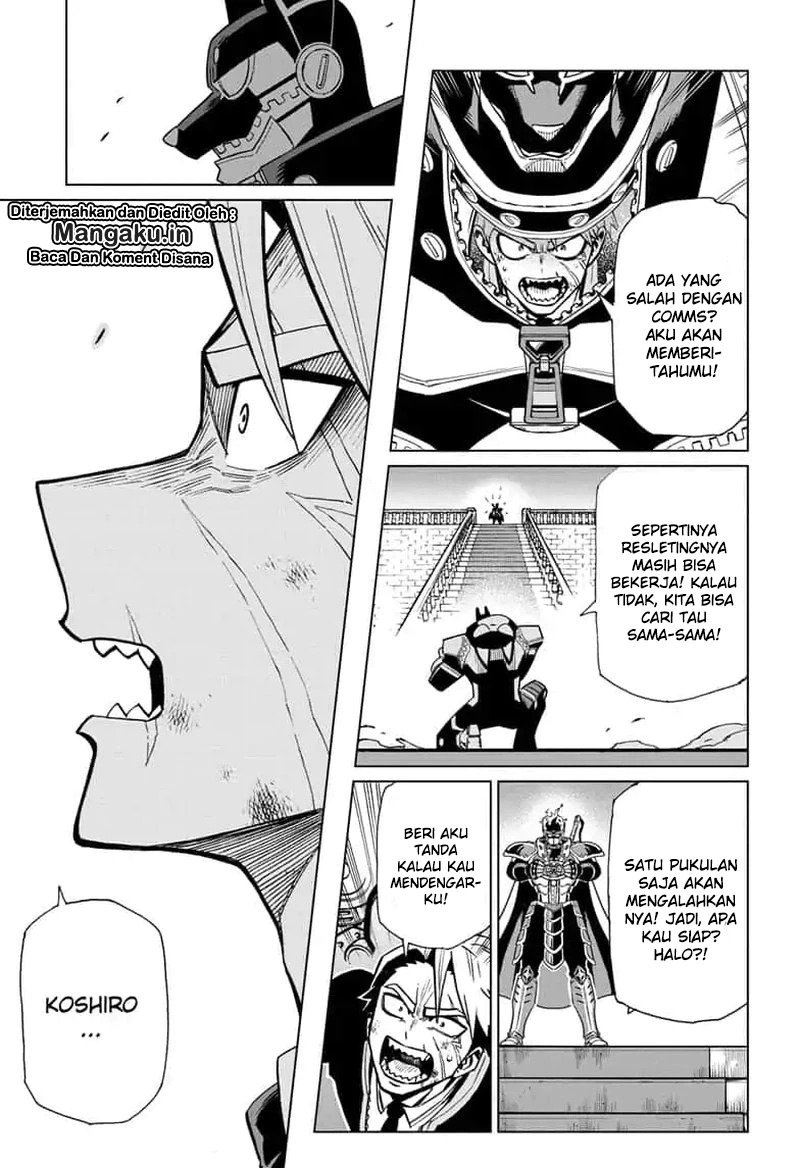 Diterjemahkan dan Diedit Oleh :
Mangaku.in
Baca Dan Koment Disana
ADA YANG
SALAH DENGAN
COMMS?
AKU AKAN
MEMBERI-
TAHUMU!
SEPERTINYA
RESLETINGNYA
MASIH BISA
BEKERJA! KALAU
TIDAK, KITA BISA
CARI TAU
SAMA-SAMA!
SATU PUKULAN
SAJA AKAN
MENGALAHKAN
NYA! JADI, APA
KAU SIAP?
HALO?!
BERI AKU
TANDA
KALAU KAU
MENDENGAR-
KU!
KOSHIRO
...